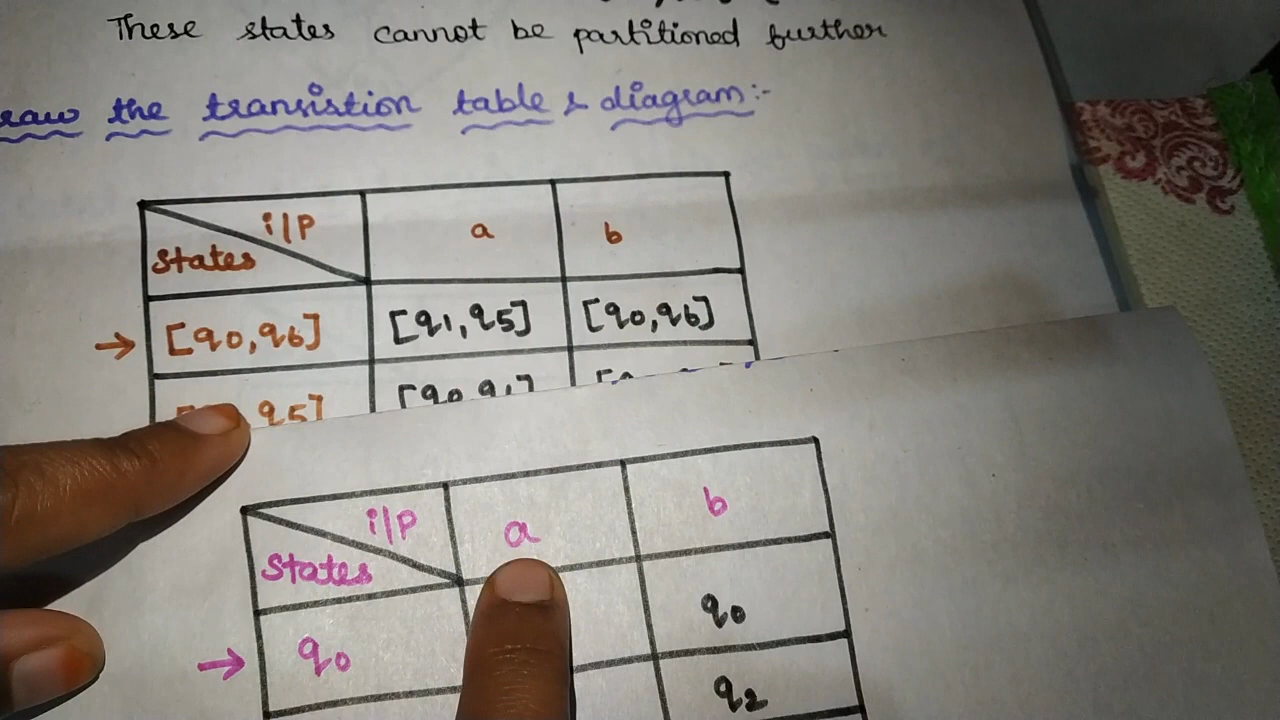 These states cannot be partitioned further
the transistion table & diagram:-
i/P
States
a
b
→ [q0,q6]
[q1,q5]
[q0,q6]
q5]
i/P
States
a
b
→ q0
q0
q2